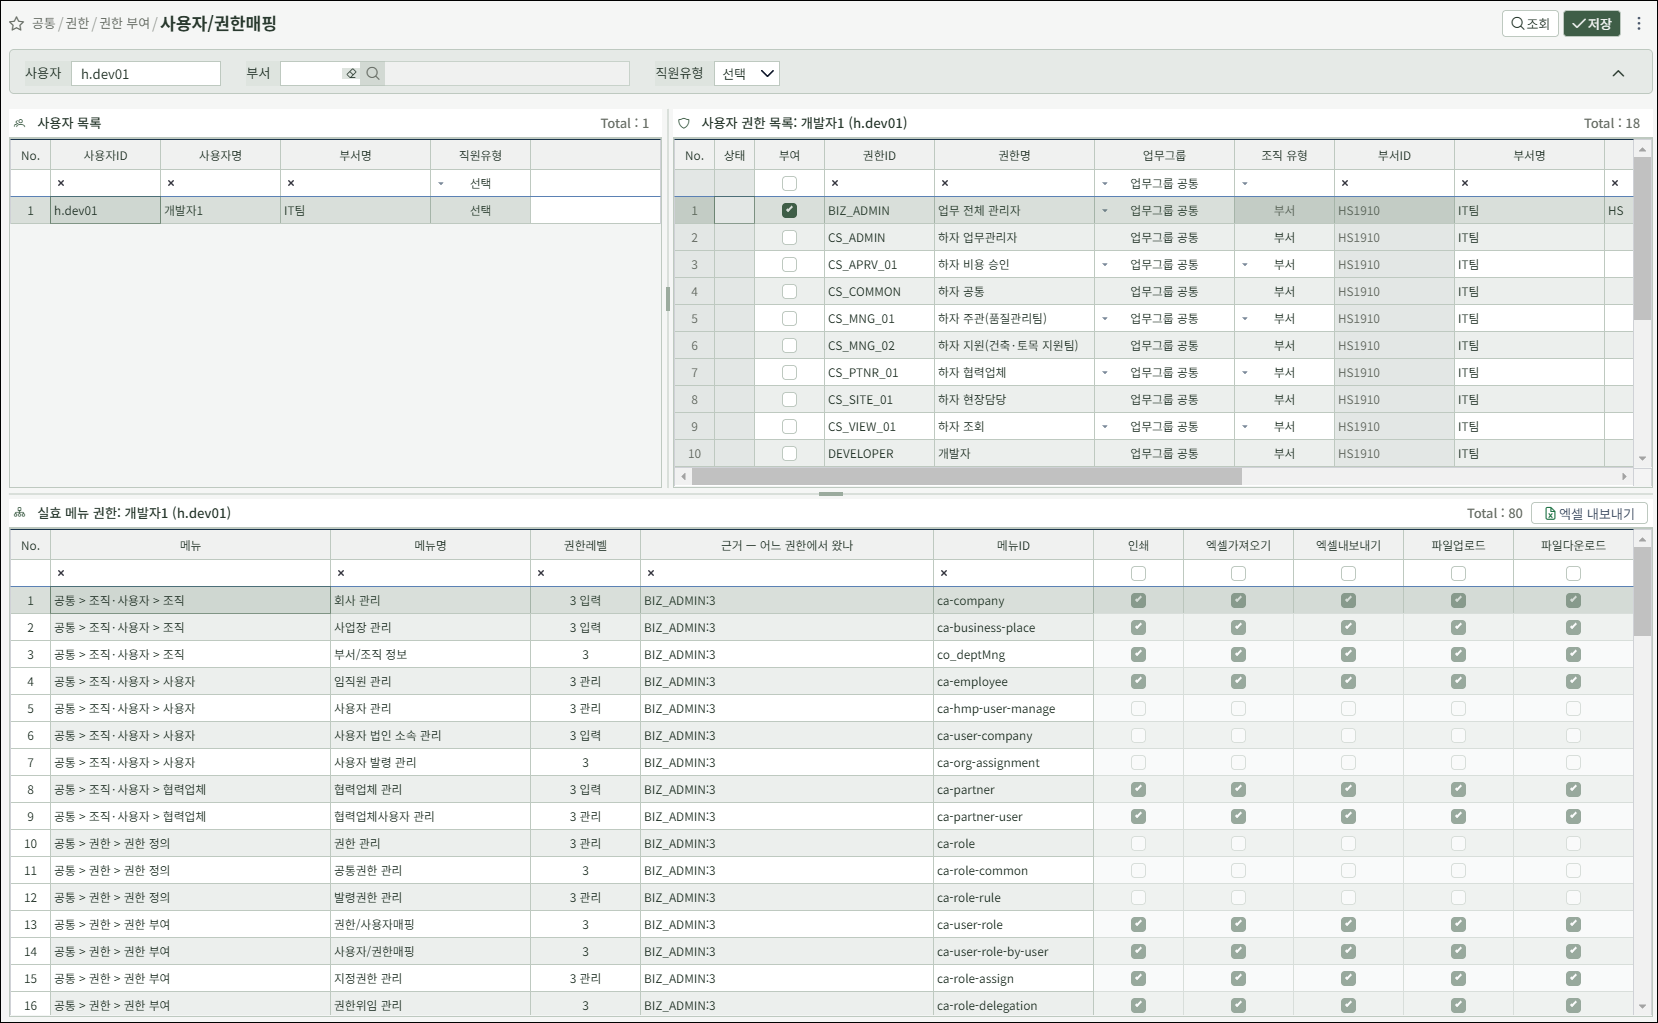 공통 / 권한 / 권한 부여 / 사용자/권한매핑
조회 저장
사용자 h.dev01 부서 직원유형 선택
사용자 목록 Total : 1
No. 사용자ID 사용자명 부서명 직원유형
선택
1 h.dev01 개발자1 IT팀 선택
사용자 권한 목록: 개발자1 (h.dev01) Total : 18
No. 상태 부여 권한ID 권한명 업무그룹 조직 유형 부서ID 부서명
업무그룹 공통
1 BIZ_ADMIN 업무 전체 관리자 업무그룹 공통 부서 HS1910 IT팀 HS
2 CS_ADMIN 하자 업무관리자 업무그룹 공통 부서 HS1910 IT팀
3 CS_APRV_01 하자 비용 승인 업무그룹 공통 부서 HS1910 IT팀
4 CS_COMMON 하자 공통 업무그룹 공통 부서 HS1910 IT팀
5 CS_MNG_01 하자 주관(품질관리팀) 업무그룹 공통 부서 HS1910 IT팀
6 CS_MNG_02 하자 지원(건축·토목 지원팀) 업무그룹 공통 부서 HS1910 IT팀
7 CS_PTNR_01 하자 협력업체 업무그룹 공통 부서 HS1910 IT팀
8 CS_SITE_01 하자 현장담당 업무그룹 공통 부서 HS1910 IT팀
9 CS_VIEW_01 하자 조회 업무그룹 공통 부서 HS1910 IT팀
10 DEVELOPER 개발자 업무그룹 공통 부서 HS1910 IT팀
실효 메뉴 권한: 개발자1 (h.dev01) Total : 80 엑셀 내보내기
No. 메뉴 메뉴명 권한레벨 근거 — 어느 권한에서 왔나 메뉴ID 인쇄 엑셀가져오기 엑셀내보내기 파일업로드 파일다운로드
1 공통 > 조직·사용자 > 조직 회사 관리 3 입력 BIZ_ADMIN:3 ca-company
2 공통 > 조직·사용자 > 조직 사업장 관리 3 입력 BIZ_ADMIN:3 ca-business-place
3 공통 > 조직·사용자 > 조직 부서/조직 정보 3 BIZ_ADMIN:3 co_deptMng
4 공통 > 조직·사용자 > 사용자 임직원 관리 3 관리 BIZ_ADMIN:3 ca-employee
5 공통 > 조직·사용자 > 사용자 사용자 관리 3 관리 BIZ_ADMIN:3 ca-hmp-user-manage
6 공통 > 조직·사용자 > 사용자 사용자 법인 소속 관리 3 입력 BIZ_ADMIN:3 ca-user-company
7 공통 > 조직·사용자 > 사용자 사용자 발령 관리 3 BIZ_ADMIN:3 ca-org-assignment
8 공통 > 조직·사용자 > 협력업체 협력업체 관리 3 입력 BIZ_ADMIN:3 ca-partner
9 공통 > 조직·사용자 > 협력업체 협력업체사용자 관리 3 관리 BIZ_ADMIN:3 ca-partner-user
10 공통 > 권한 > 권한 정의 권한 관리 3 관리 BIZ_ADMIN:3 ca-role
11 공통 > 권한 > 권한 정의 공통권한 관리 3 BIZ_ADMIN:3 ca-role-common
12 공통 > 권한 > 권한 정의 발령권한 관리 3 관리 BIZ_ADMIN:3 ca-role-rule
13 공통 > 권한 > 권한 부여 권한/사용자매핑 3 BIZ_ADMIN:3 ca-user-role
14 공통 > 권한 > 권한 부여 사용자/권한매핑 3 BIZ_ADMIN:3 ca-user-role-by-user
15 공통 > 권한 > 권한 부여 지정권한 관리 3 관리 BIZ_ADMIN:3 ca-role-assign
16 공통 > 권한 > 권한 부여 권한위임 관리 3 BIZ_ADMIN:3 ca-role-delegation